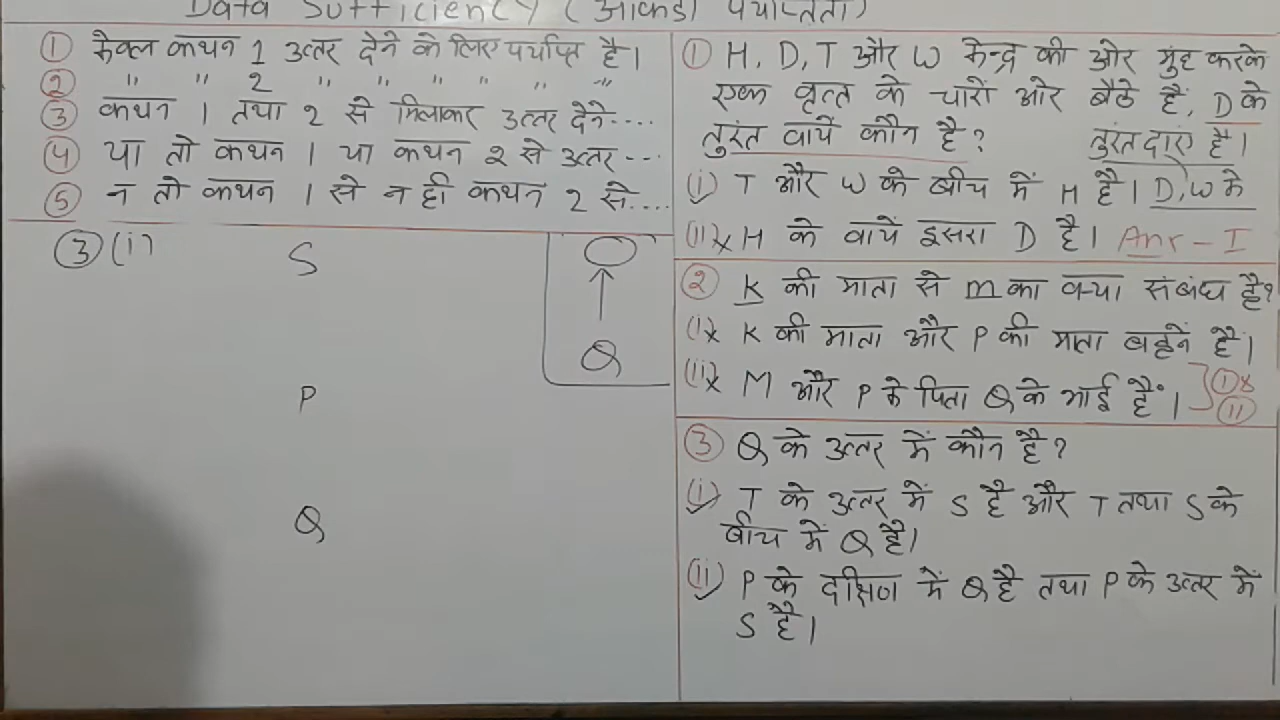 Data Sufficiency (आंकडा पर्याप्तता)
① केवल कथन 1 उत्तर देने के लिए पर्याप्त है।
② " " 2 " " " " " "
③ कथन 1 तथा 2 से मिलाकर उत्तर देने....
④ या तो कथन 1 या कथन 2 से उत्तर---
⑤ न तो कथन 1 से न ही कथन 2 से....
③ (i)
S
P
Q
Q
① H, D, T और W केन्द्र की ओर मुंह करके
एक वृत्त के चारों ओर बैठे हैं, D के
तुरंत बायें कौन है? तुरंत दाएं है।
(i) T और W के बीच में H है। D, W के
(ii)x H के बायें दूसरा D है। Anr - I
② K की माता से M का क्या संबंध है?
(i)x K की माता और P की माता बहनें हैं।
(ii)x M और P के पिता Q के भाई हैं। ①x
⑪
③ Q के उत्तर में कौन है?
(i) T के उत्तर में S है और T तथा S के
बीच में Q है।
(ii) P के दक्षिण में Q है तथा P के उत्तर में
S है।